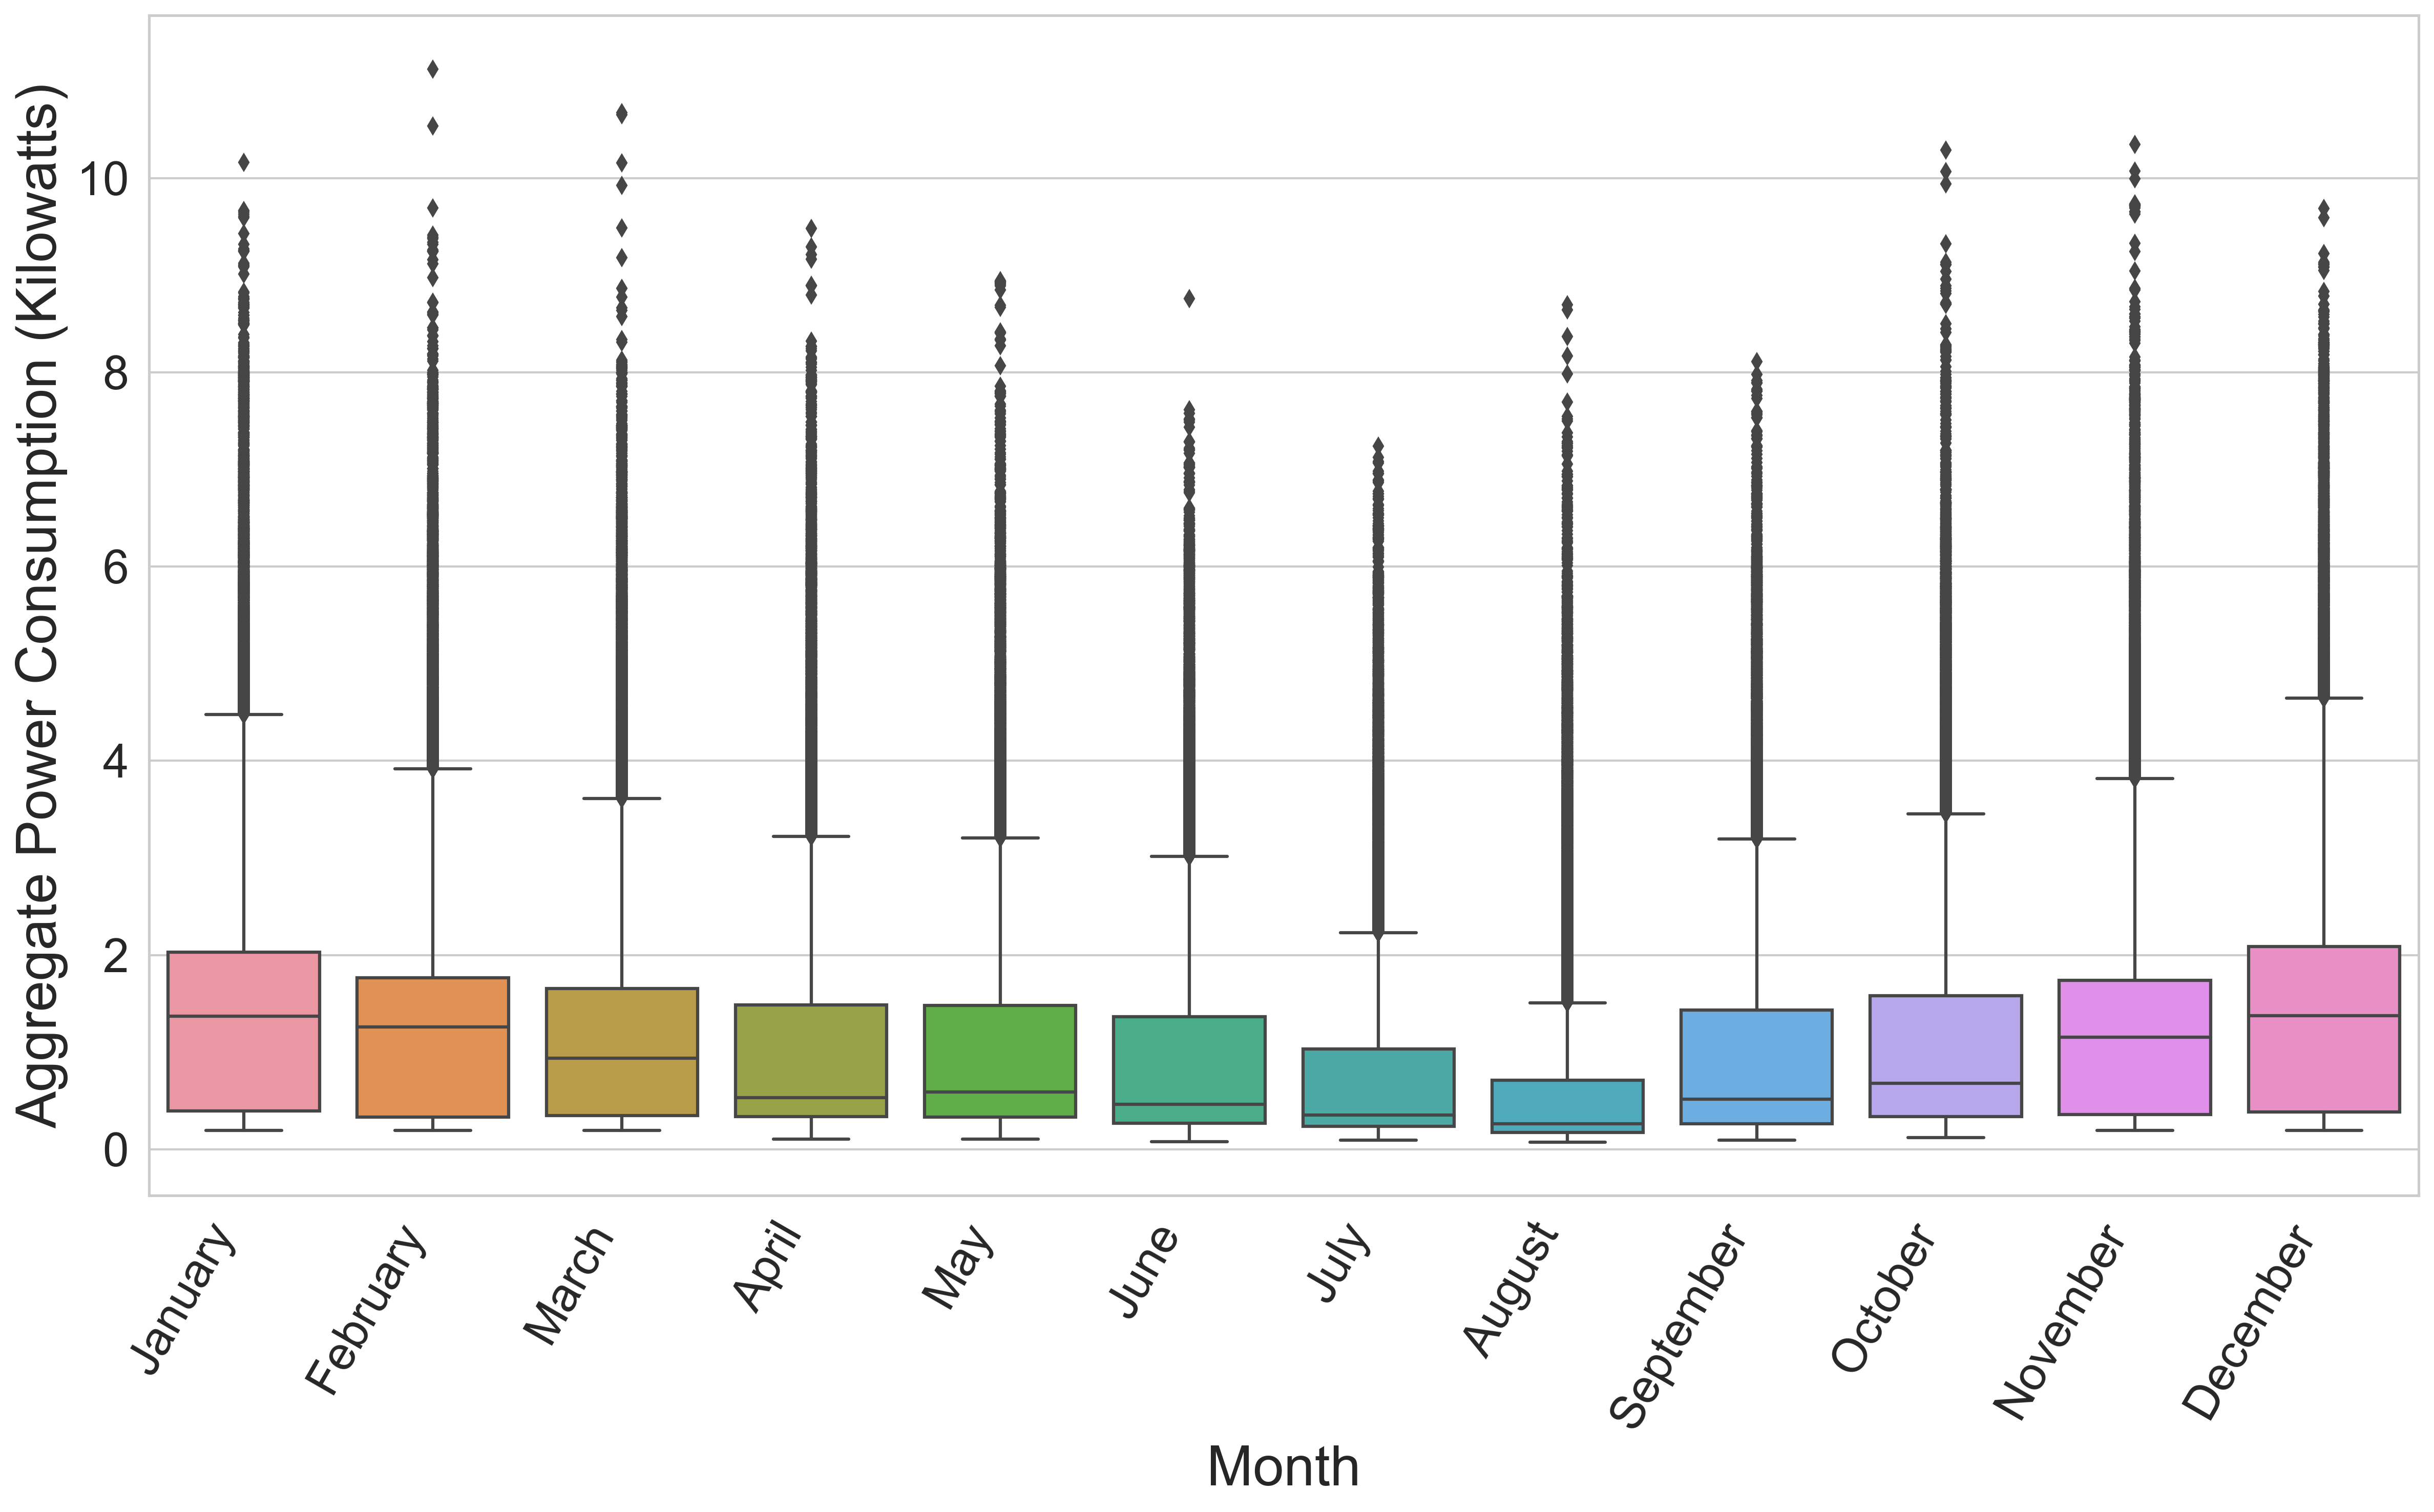 Aggregate Power Consumption (Kilowatts)
10
8
6
4
2
0
January
February
March
April
May
June
July
August
September
October
November
December
Month